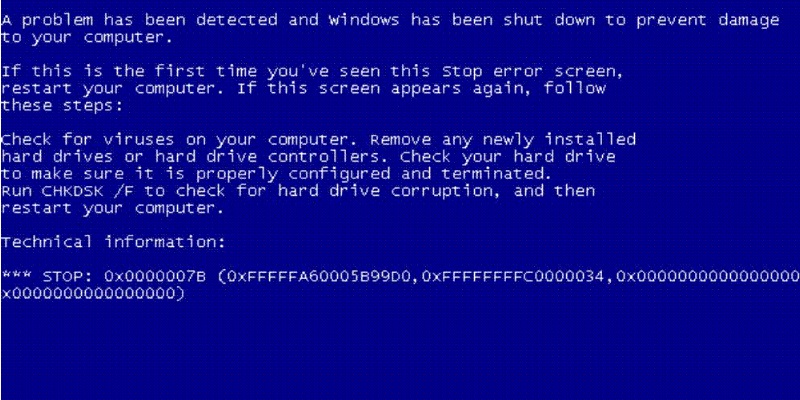 A problem has been detected and Windows has been shut down to prevent damage
to your computer.
If this is the first time you've seen this Stop error screen,
restart your computer. If this screen appears again, follow
these steps:
Check for viruses on your computer. Remove any newly installed
hard drives or hard drive controllers. Check your hard drive
to make sure it is properly configured and terminated.
Run CHKDSK /F to check for hard drive corruption, and then
restart your computer.
Technical information:
*** STOP: 0x0000007B (0xFFFFFA60005B99D0,0xFFFFFFFFC0000034,0x0000000000000000
x0000000000000000)